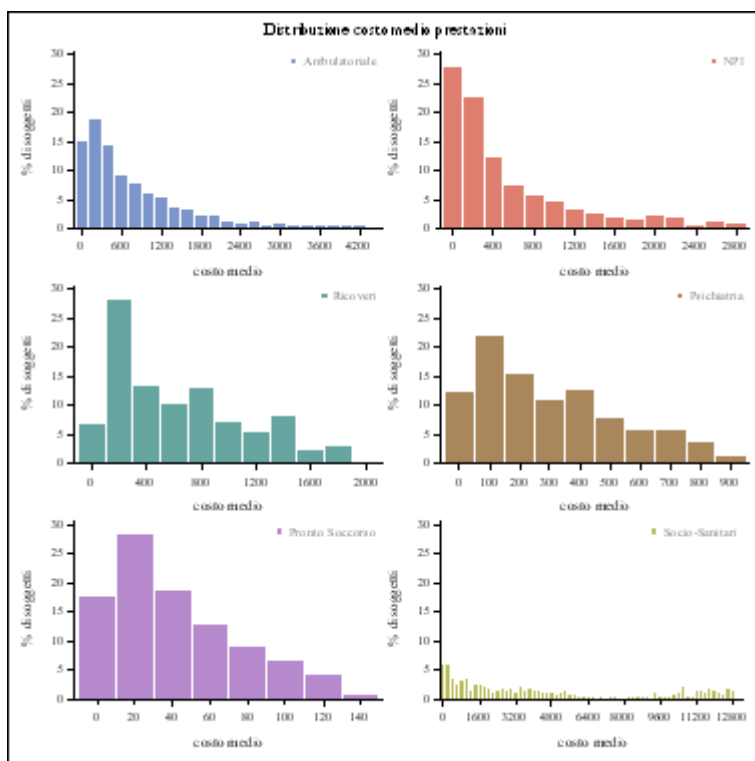 Distribuzione costo medio prestazioni
Ambulatoriale
% di soggetti
30
25
20
15
10
5
0
0 600 1200 1800 2400 3000 3600 4200
costo medio
NPI
% di soggetti
30
25
20
15
10
5
0
0 400 800 1200 1600 2000 2400 2800
costo medio
Ricoveri
% di soggetti
30
25
20
15
10
5
0
0 400 800 1200 1600 2000
costo medio
Psichiatria
% di soggetti
30
25
20
15
10
5
0
0 100 200 300 400 500 600 700 800 900
costo medio
Pronto Soccorso
% di soggetti
30
25
20
15
10
5
0
0 20 40 60 80 100 120 140
costo medio
Socio-Sanitari
% di soggetti
30
25
20
15
10
5
0
0 1600 3200 4800 6400 8000 9600 11200 12800
costo medio